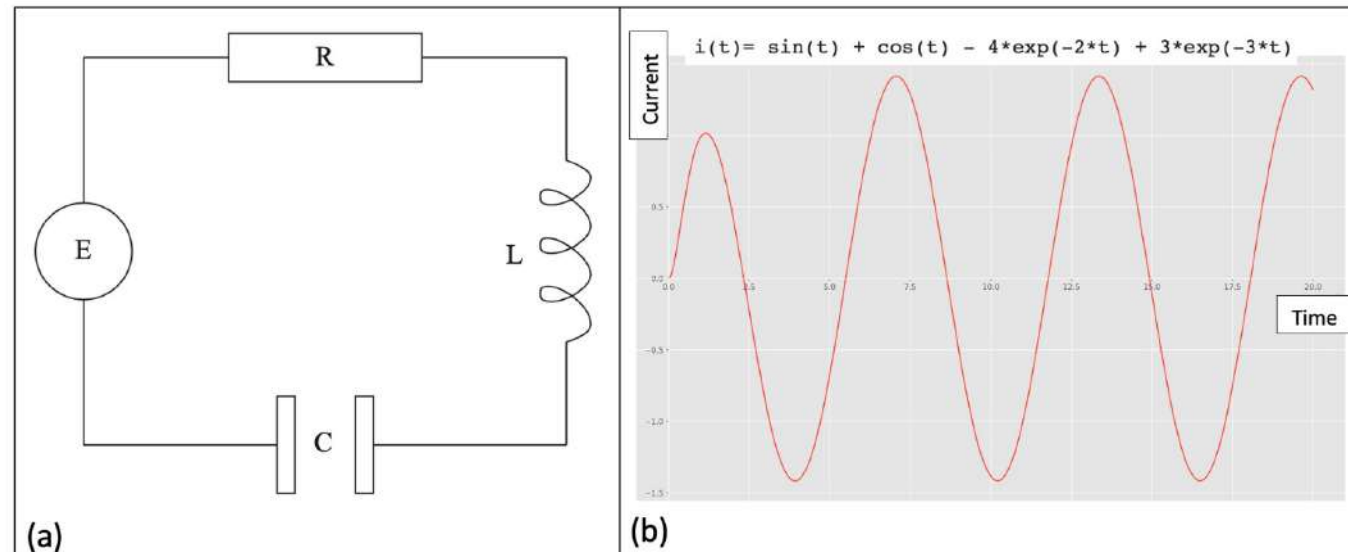 R
E
L
C
(a)
i(t)= sin(t) + cos(t) - 4*exp(-2*t) + 3*exp(-3*t)
Current
0.5
0.0
0.0 2.5 5.0 7.5 10.0 12.5 15.0 17.5 20.0
Time
−0.5
−1.0
−1.5
(b)